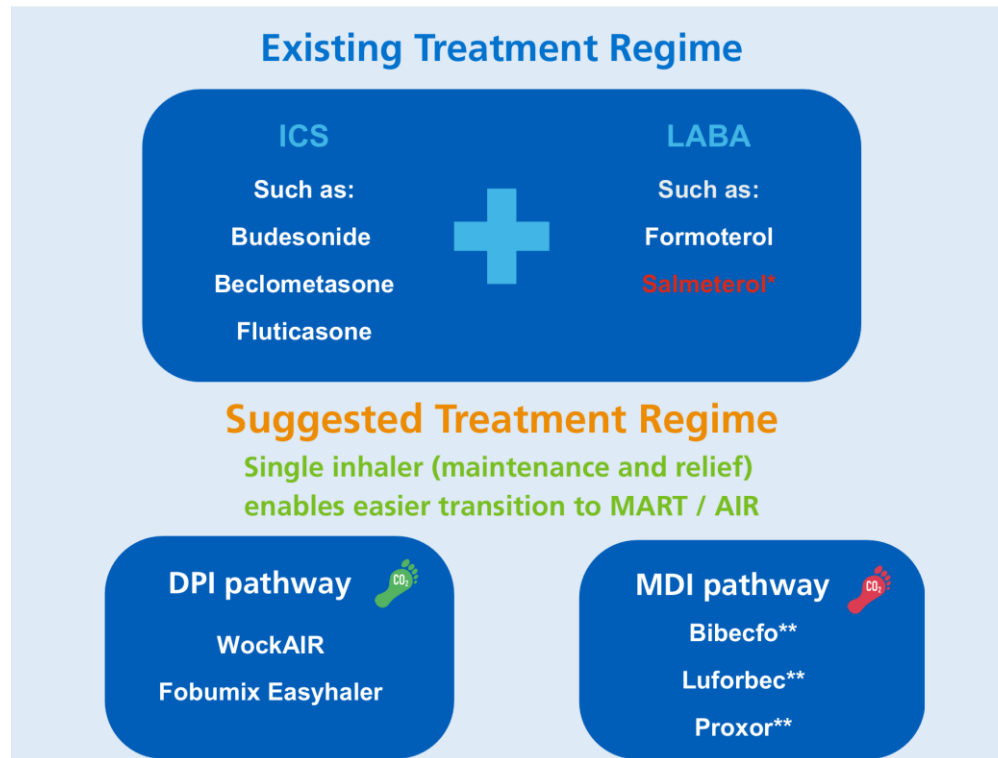 Existing Treatment Regime
ICS
Such as:
Budesonide
Beclometasone
Fluticasone
LABA
Such as:
Formoterol
Salmeterol*
Suggested Treatment Regime
Single inhaler (maintenance and relief)
enables easier transition to MART / AIR
DPI pathway
CO₂
WockAIR
Fobumix Easyhaler
MDI pathway
CO₂
Bibecfo**
Luforbec**
Proxor**